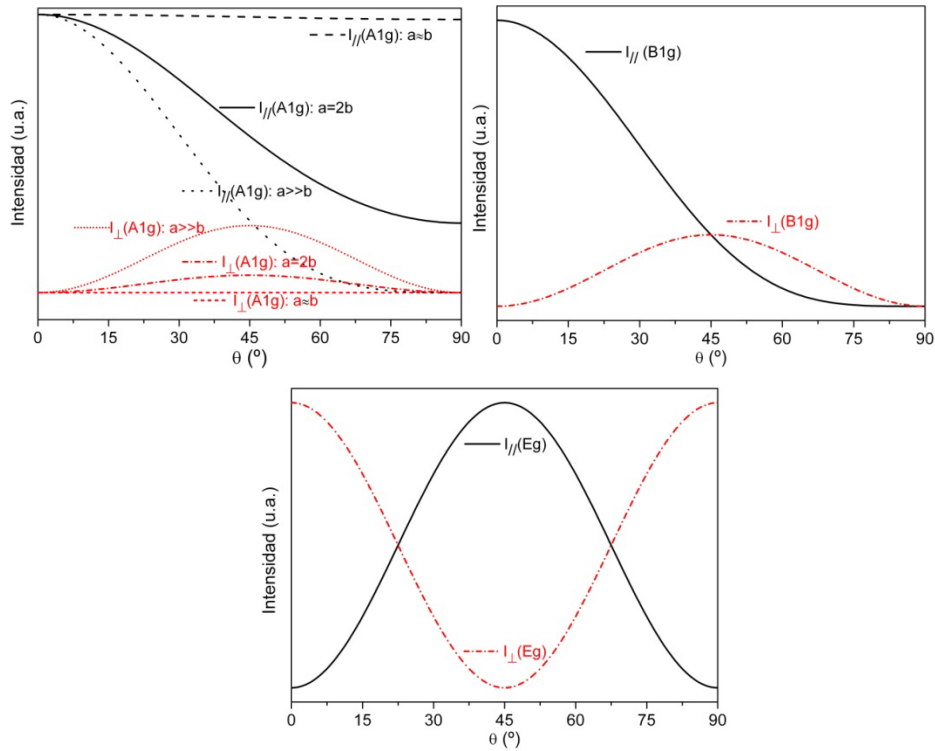 Intensidad (u.a.)
I//(A1g): a≈b
I//(A1g): a=2b
I//(A1g): a>>b
I⊥(A1g): a>>b
I⊥(A1g): a=2b
I⊥(A1g): a≈b
0 15 30 45 60 75 90
θ (º)
Intensidad (u.a.)
I// (B1g)
I⊥(B1g)
0 15 30 45 60 75 90
θ (º)
Intensidad (u.a.)
I//(Eg)
I⊥(Eg)
0 15 30 45 60 75 90
θ (º)